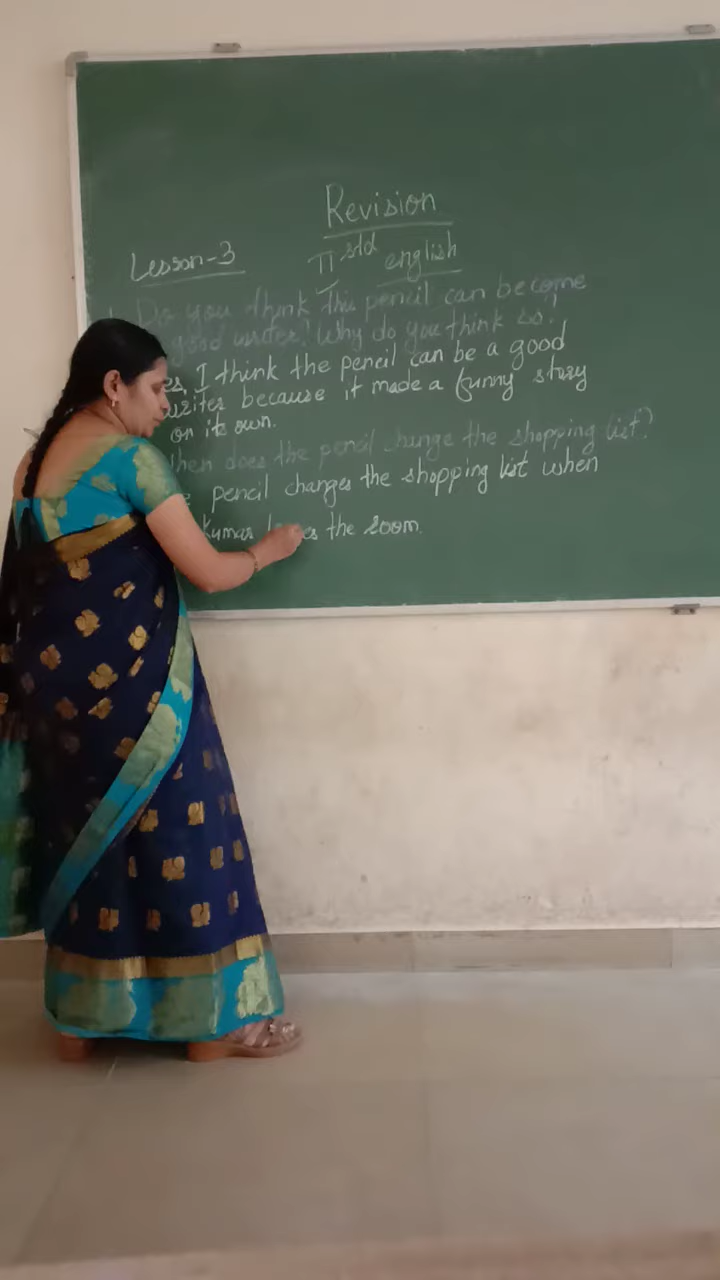 Revision
Lesson-3
II std english
Do you think this pencil can become
good writer? Why do you think so?
I think the pencil can be a good
writer because it made a funny story
on its own.
When does the pencil change the shopping list?
pencil changes the shopping list when
kumar the room.